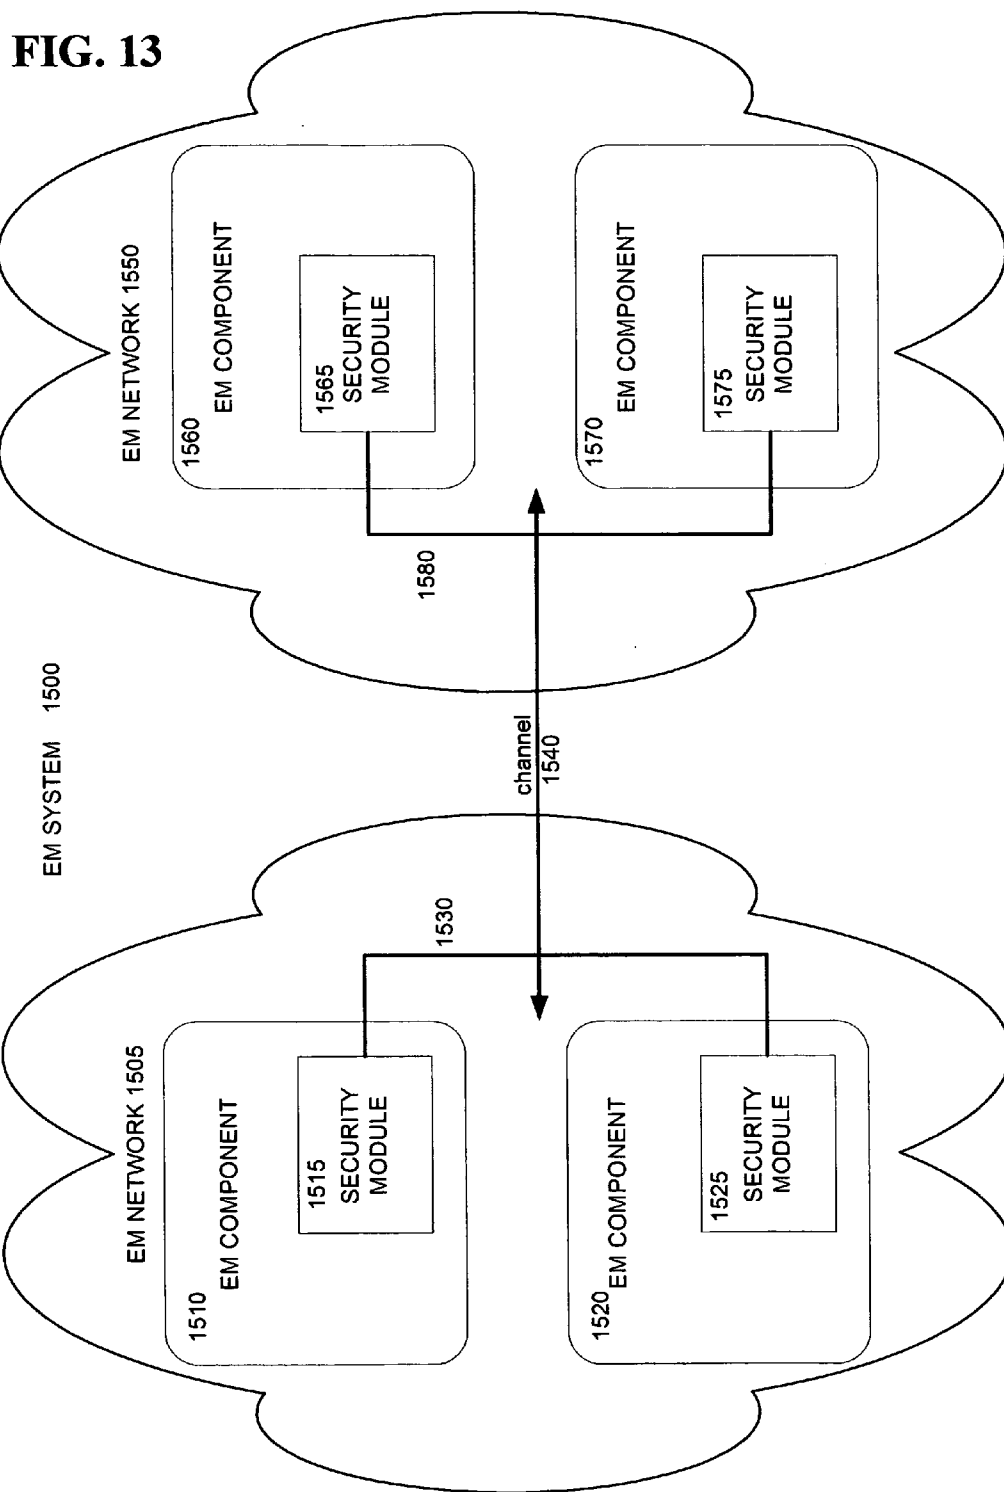 FIG. 13
EM SYSTEM 1500
EM NETWORK 1505
1510
EM COMPONENT
1515
SECURITY
MODULE
1520
EM COMPONENT
1525
SECURITY
MODULE
1530
channel
1540
EM NETWORK 1550
1560
EM COMPONENT
1565
SECURITY
MODULE
1570
EM COMPONENT
1575
SECURITY
MODULE
1580